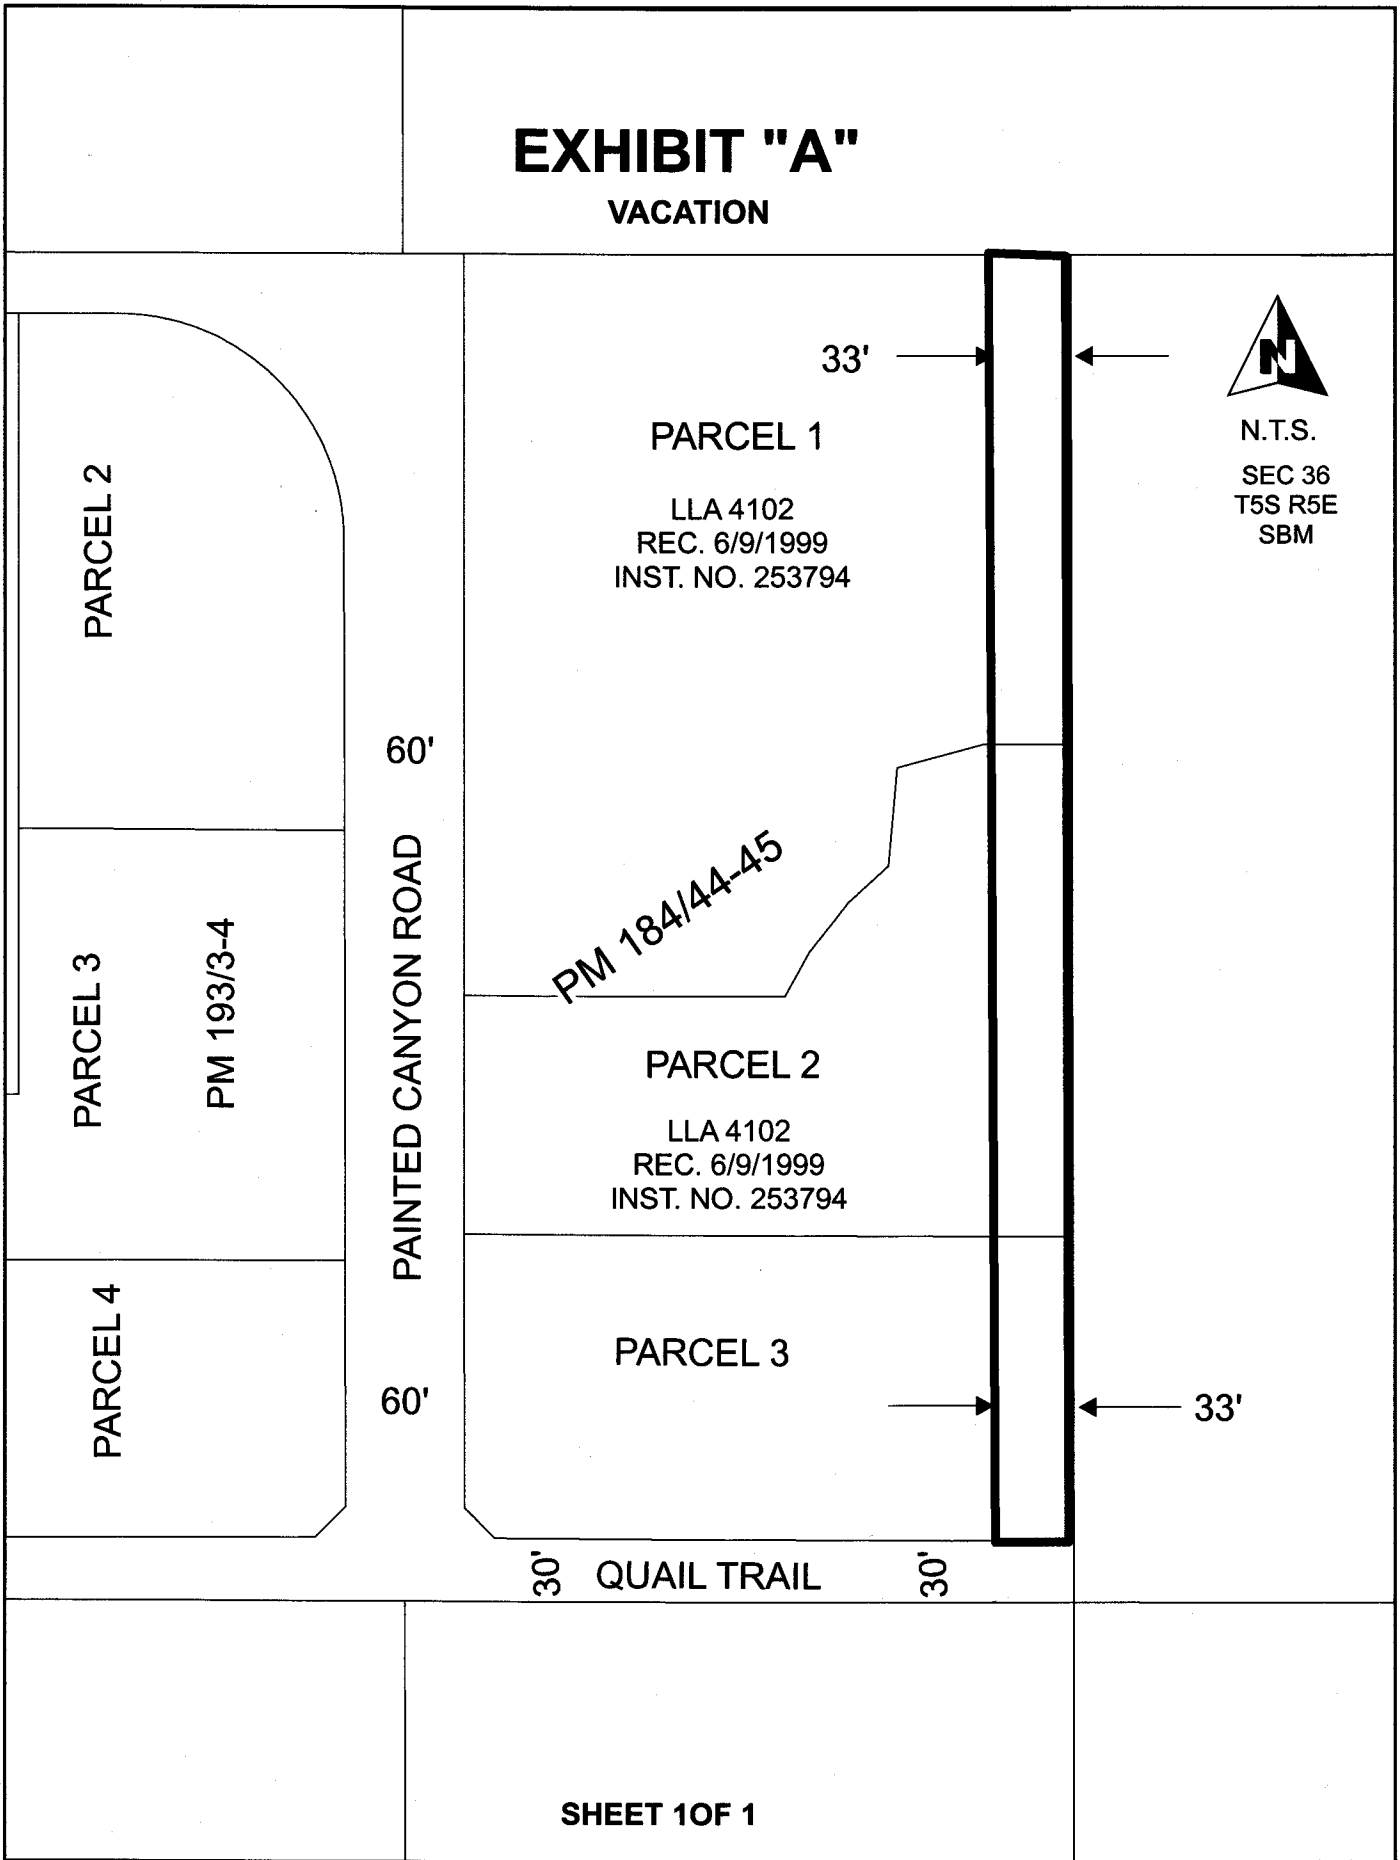 EXHIBIT "A"
VACATION
33'
N
N.T.S.
SEC 36
T5S R5E
SBM
PARCEL 1
LLA 4102
REC. 6/9/1999
INST. NO. 253794
PARCEL 2
60'
PM 184/44-45
PAINTED CANYON ROAD
PARCEL 3
PM 193/3-4
PARCEL 2
LLA 4102
REC. 6/9/1999
INST. NO. 253794
PARCEL 4
PARCEL 3
60'
33'
30'
QUAIL TRAIL
30'
SHEET 1OF 1